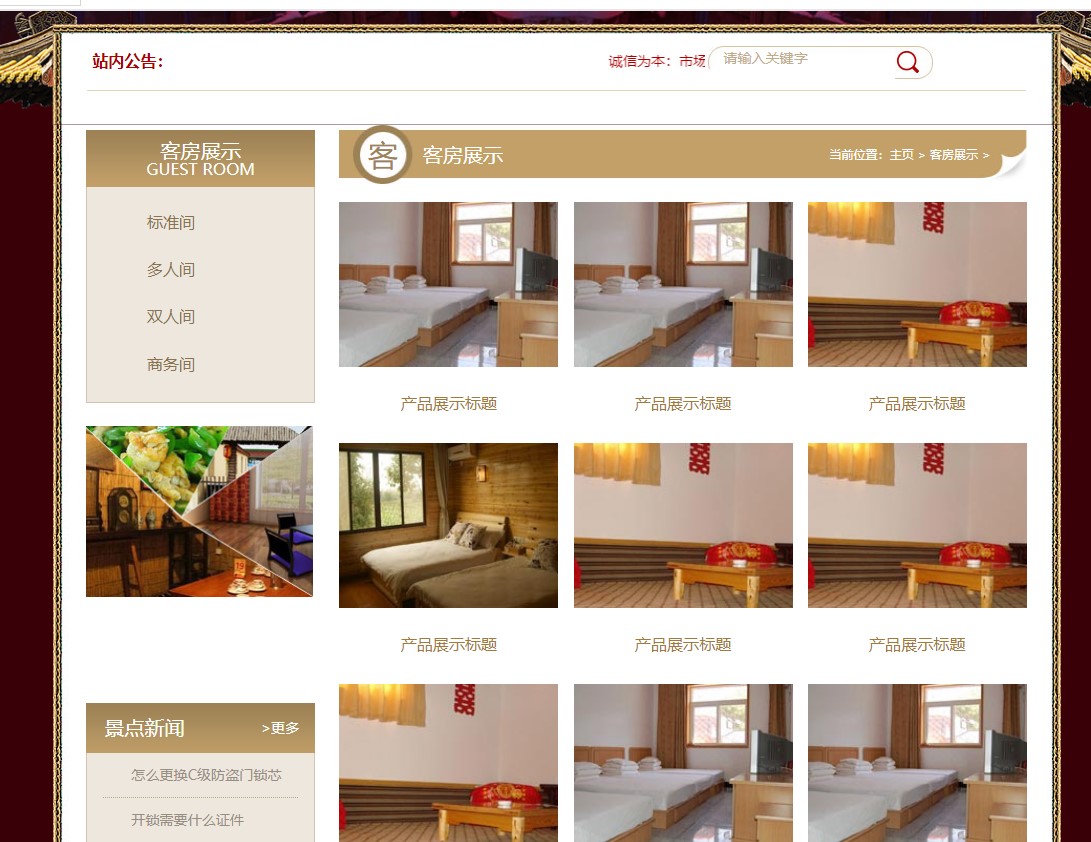 站内公告:
诚信为本：市场
请输入关键字
客房展示
GUEST ROOM
标准间
多人间
双人间
商务间
客
客房展示
当前位置：主页 > 客房展示 >
产品展示标题
产品展示标题
产品展示标题
产品展示标题
产品展示标题
产品展示标题
景点新闻
>更多
怎么更换C级防盗门锁芯
开锁需要什么证件